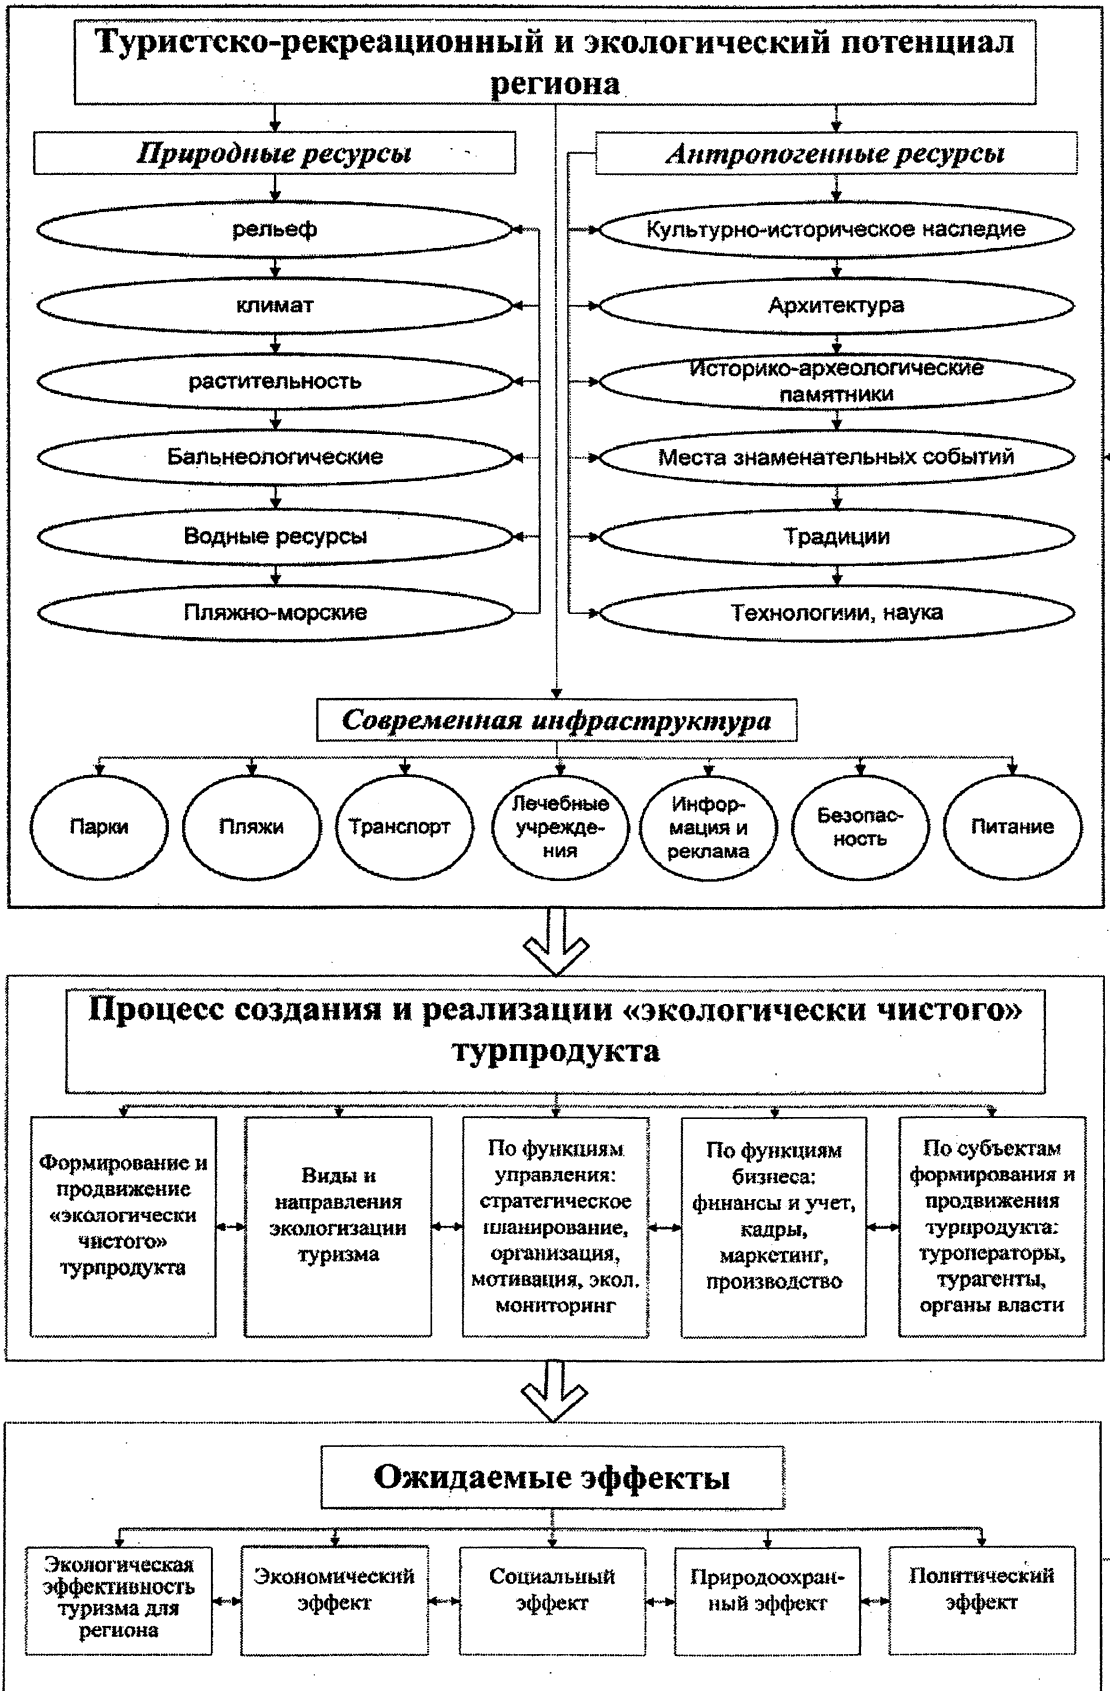 Туристско-рекреационный и экологический потенциал
региона
Природные ресурсы
Антропогенные ресурсы
рельеф
климат
растительность
Бальнеологические
Водные ресурсы
Пляжно-морские
Культурно-историческое наследие
Архитектура
Историко-археологические
памятники
Места знаменательных событий
Традиции
Технологиии, наука
Современная инфраструктура
Парки
Пляжи
Транспорт
Лечебные
учрежде-
ния
Инфор-
мация и
реклама
Безопас-
ность
Питание
Процесс создания и реализации «экологически чистого»
турпродукта
Формирование и
продвижение
«экологически
чистого»
турпродукта
Виды и
направления
экологизации
туризма
По функциям
управления:
стратегическое
планирование,
организация,
мотивация, экол.
мониторинг
По функциям
бизнеса:
финансы и учет,
кадры,
маркетинг,
производство
По субъектам
формирования и
продвижения
турпродукта:
туроператоры,
турагенты,
органы власти
Ожидаемые эффекты
Экологическая
эффективность
туризма для
региона
Экономический
эффект
Социальный
эффект
Природоохран-
ный эффект
Политический
эффект